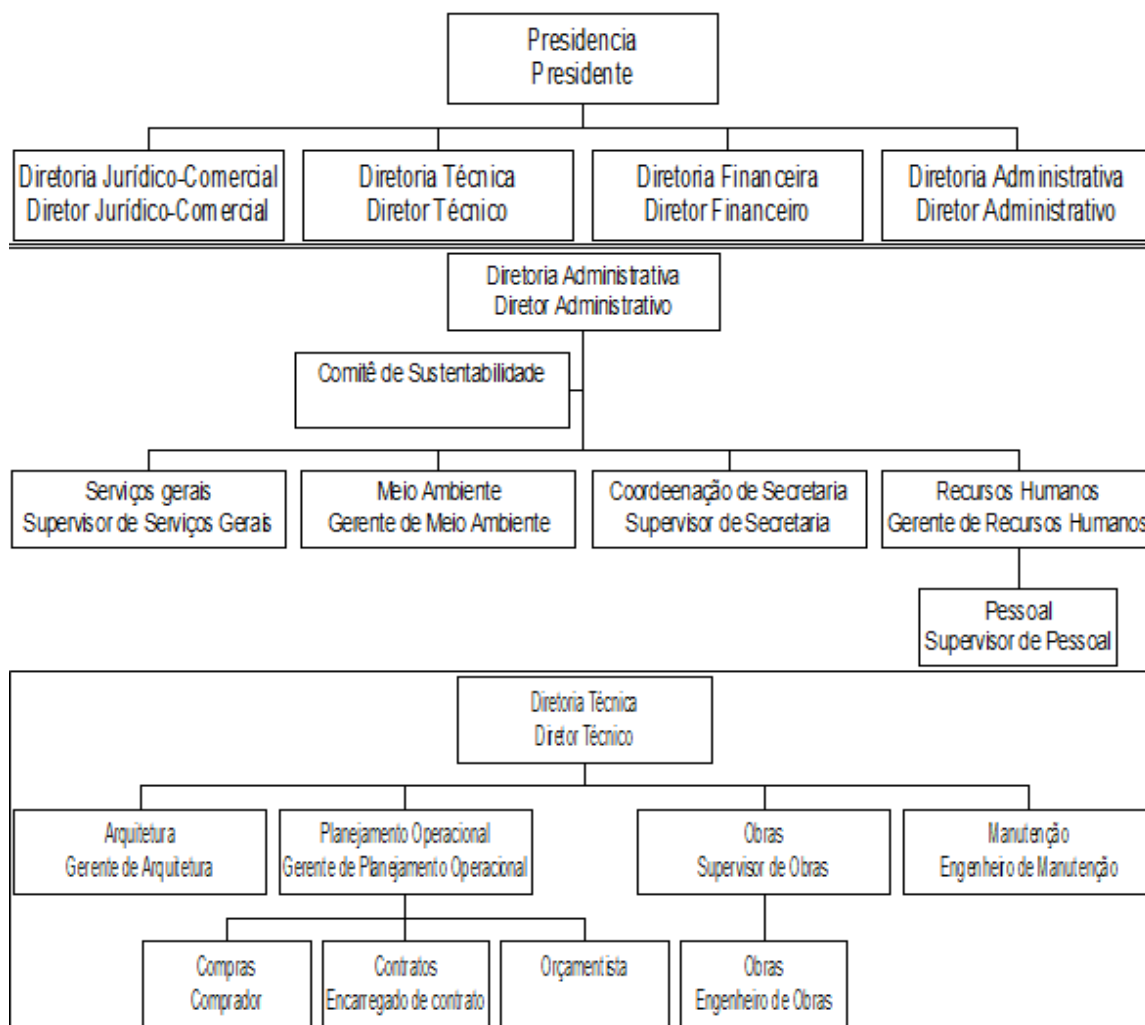 Presidencia
Presidente
Diretoria Jurídico-Comercial
Diretor Jurídico-Comercial
Diretoria Técnica
Diretor Técnico
Diretoria Financeira
Diretor Financeiro
Diretoria Administrativa
Diretor Administrativo
Diretoria Administrativa
Diretor Administrativo
Comitê de Sustentabilidade
Serviços gerais
Supervisor de Serviços Gerais
Meio Ambiente
Gerente de Meio Ambiente
Coordeenação de Secretaria
Supervisor de Secretaria
Recursos Humanos
Gerente de Recursos Humanos
Pessoal
Supervisor de Pessoal
Diretoria Técnica
Diretor Técnico
Arquitetura
Gerente de Arquitetura
Planejamento Operacional
Gerente de Planejamento Operacional
Obras
Supervisor de Obras
Manutenção
Engenheiro de Manutenção
Compras
Comprador
Contratos
Encarregado de contrato
Orçamentista
Obras
Engenheiro de Obras